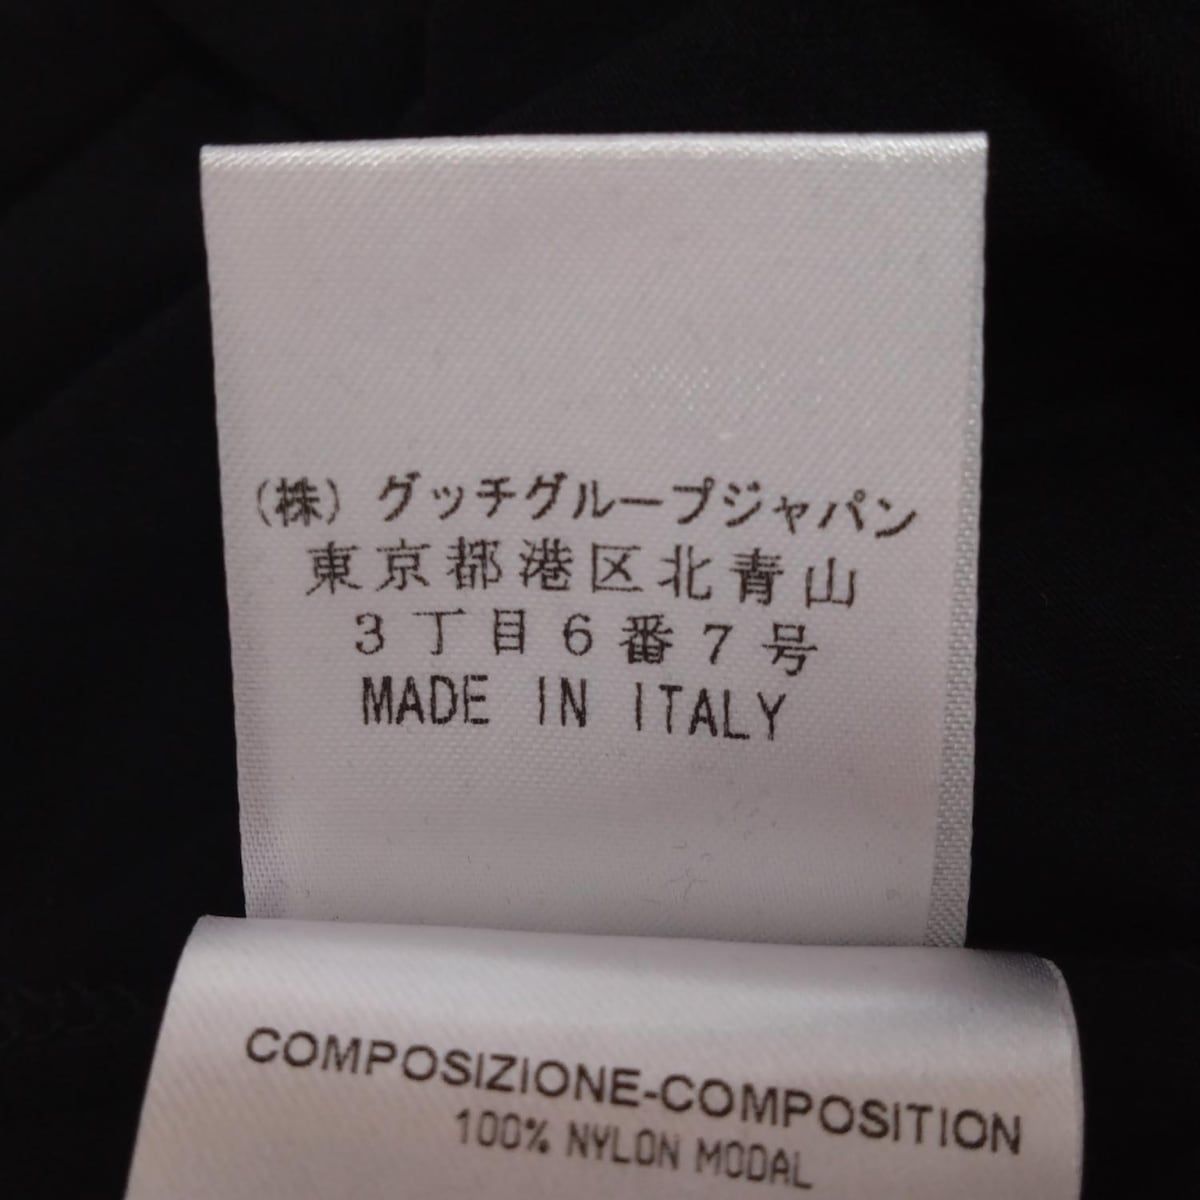 (株)グッチグループジャパン
東京都港区北青山
3丁目6番7号
MADE IN ITALY
COMPOSIZIONE-COMPOSITION
100% NYLON MODAL